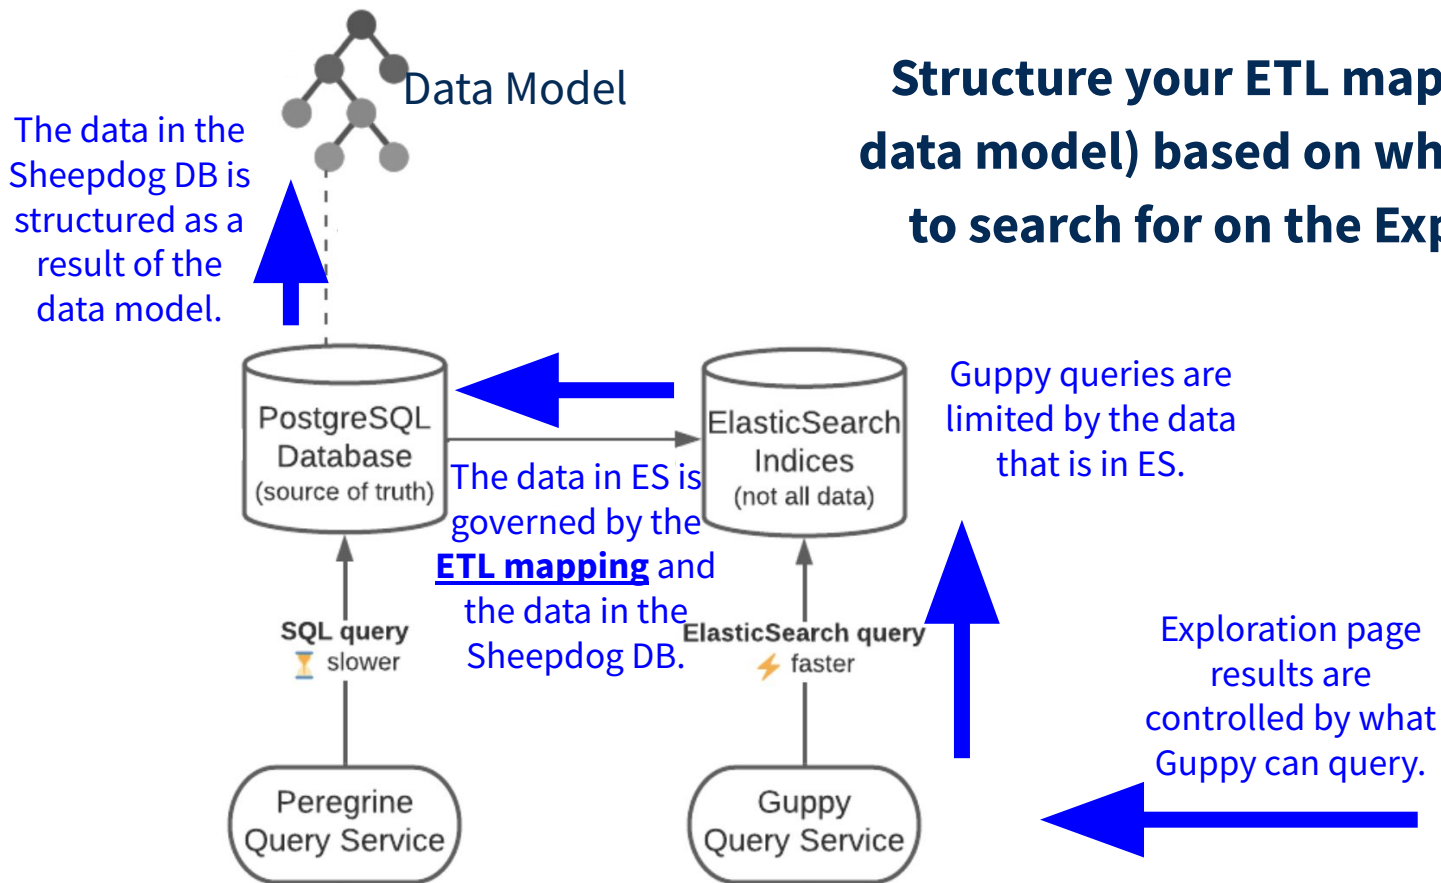 Data Model
Structure your ETL map
data model) based on wh
to search for on the Exp
The data in the
Sheepdog DB is
structured as a
result of the
data model.
PostgreSQL
Database
(source of truth)
ElasticSearch
Indices
(not all data)
Guppy queries are
limited by the data
that is in ES.
The data in ES is
governed by the
ETL mapping and
the data in the
Sheepdog DB.
SQL query
⏳ slower
ElasticSearch query
⚡ faster
Exploration page
results are
controlled by what
Guppy can query.
Peregrine
Query Service
Guppy
Query Service